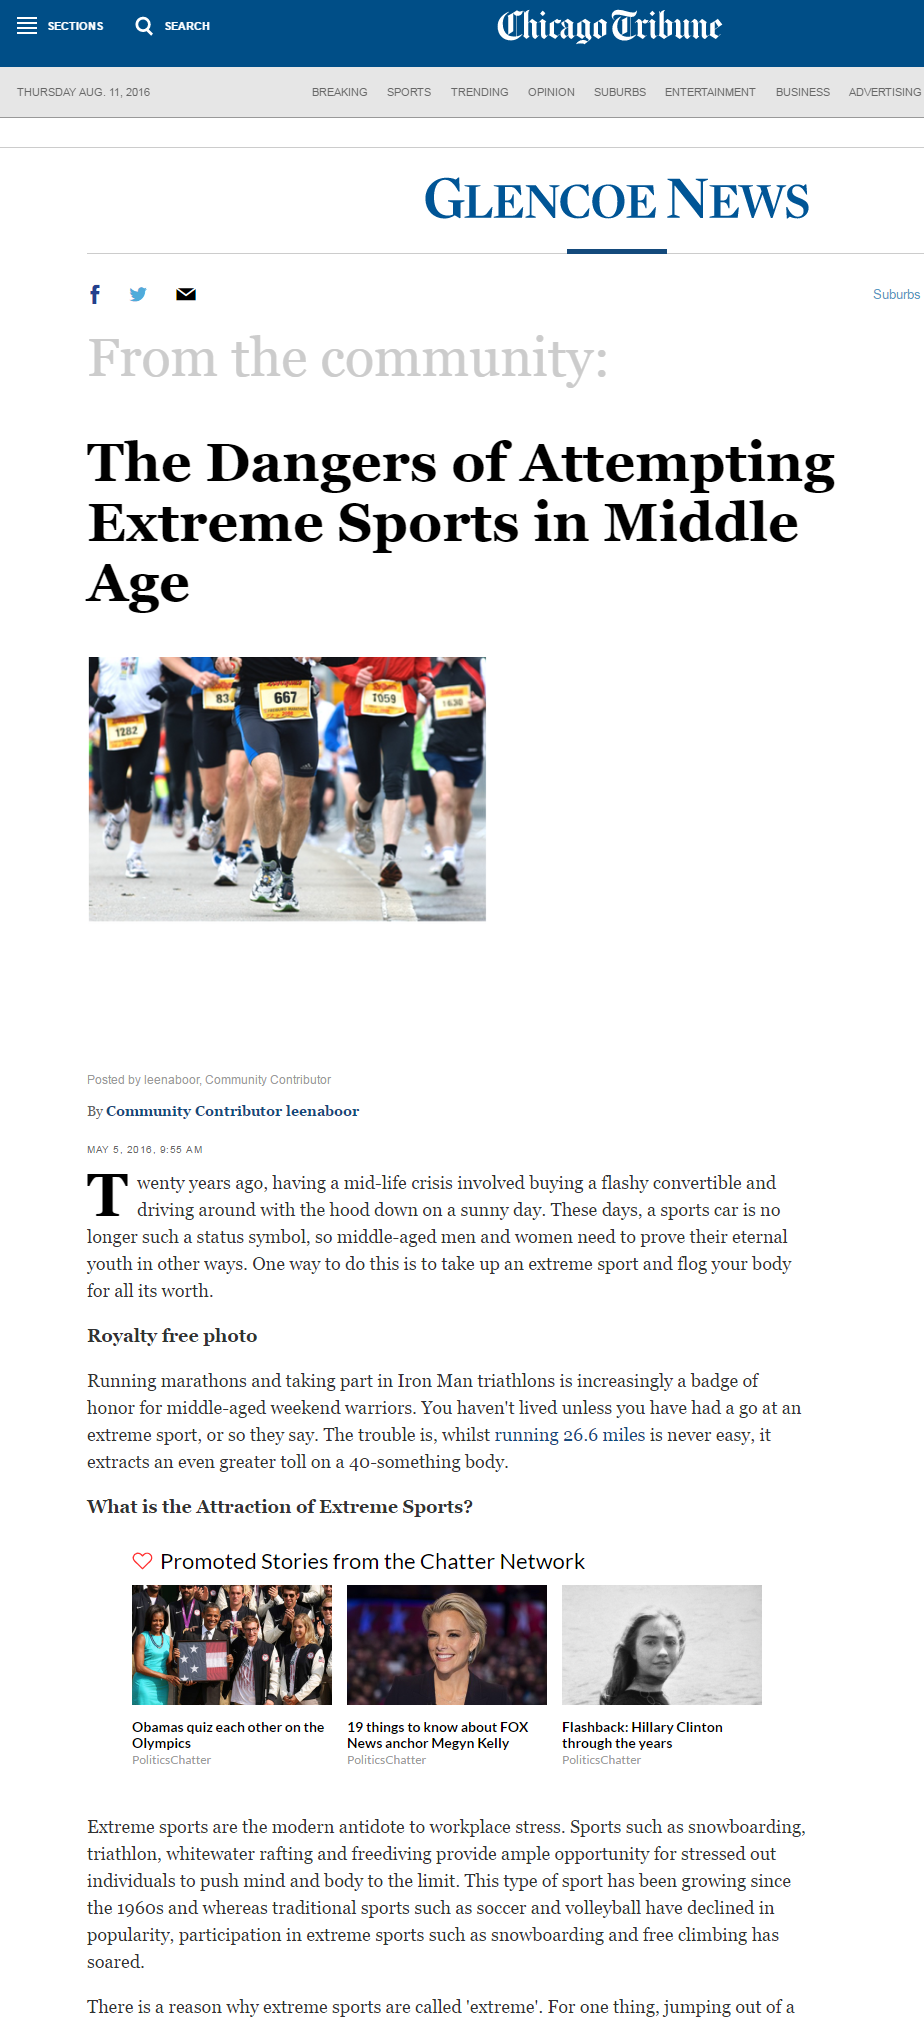 SECTIONS
SEARCH
Chicago Tribune
THURSDAY AUG. 11, 2016
BREAKING SPORTS TRENDING OPINION SUBURBS ENTERTAINMENT BUSINESS ADVERTISING
GLENCOE NEWS
f
Suburbs
From the community:
The Dangers of Attempting
Extreme Sports in Middle
Age
1282
83
667
1059
1630
Posted by leenaboor, Community Contributor
By Community Contributor leenaboor
MAY 5, 2016, 9:55 AM
Twenty years ago, having a mid-life crisis involved buying a flashy convertible and
driving around with the hood down on a sunny day. These days, a sports car is no
longer such a status symbol, so middle-aged men and women need to prove their eternal
youth in other ways. One way to do this is to take up an extreme sport and flog your body
for all its worth.
Royalty free photo
Running marathons and taking part in Iron Man triathlons is increasingly a badge of
honor for middle-aged weekend warriors. You haven't lived unless you have had a go at an
extreme sport, or so they say. The trouble is, whilst running 26.6 miles is never easy, it
extracts an even greater toll on a 40-something body.
What is the Attraction of Extreme Sports?
Promoted Stories from the Chatter Network
Obamas quiz each other on the
Olympics
PoliticsChatter
19 things to know about FOX
News anchor Megyn Kelly
PoliticsChatter
Flashback: Hillary Clinton
through the years
PoliticsChatter
Extreme sports are the modern antidote to workplace stress. Sports such as snowboarding,
triathlon, whitewater rafting and freediving provide ample opportunity for stressed out
individuals to push mind and body to the limit. This type of sport has been growing since
the 1960s and whereas traditional sports such as soccer and volleyball have declined in
popularity, participation in extreme sports such as snowboarding and free climbing has
soared.
There is a reason why extreme sports are called 'extreme'. For one thing, jumping out of a